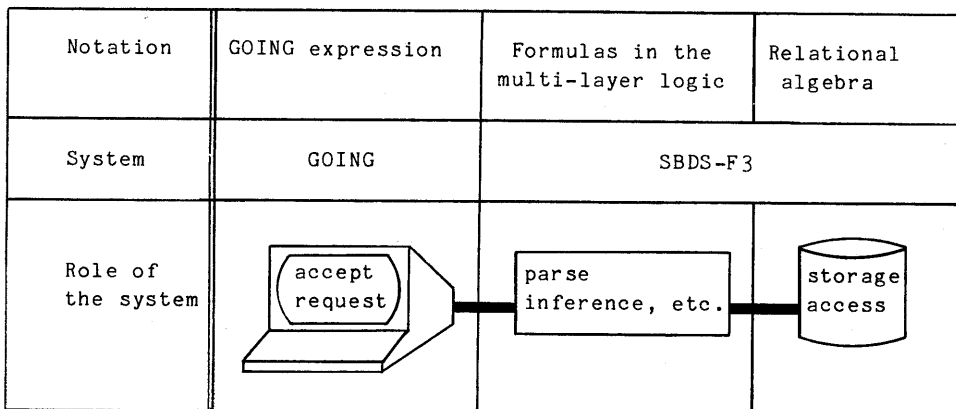 Notation
GOING expression
Formulas in the
multi-layer logic
Relational
algebra
System
GOING
SBDS-F3
Role of
the system
accept
request
parse
inference, etc.
storage
access